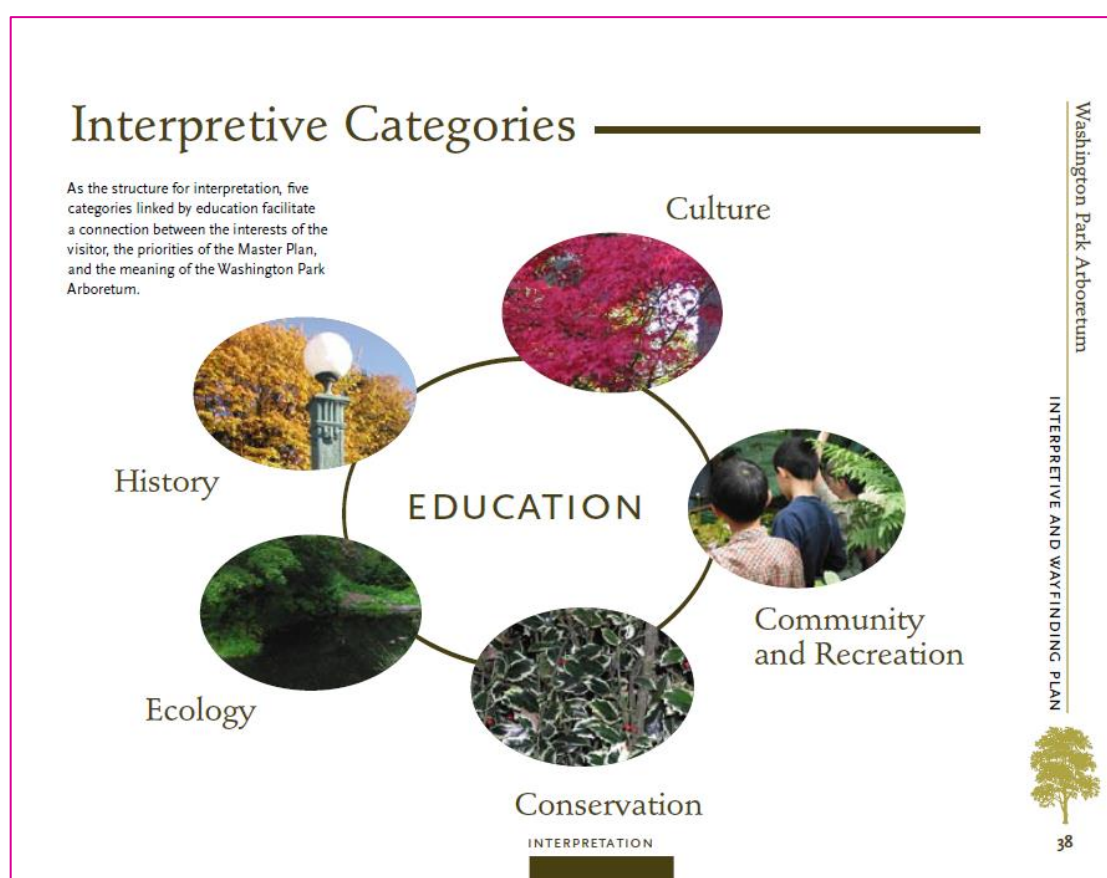 Interpretive Categories
As the structure for interpretation, five
categories linked by education facilitate
a connection between the interests of the
visitor, the priorities of the Master Plan,
and the meaning of the Washington Park
Arboretum.
Culture
History
EDUCATION
Community
and Recreation
Ecology
Conservation
INTERPRETATION
Washington Park Arboretum
INTERPRETIVE AND WAYFINDING PLAN
38